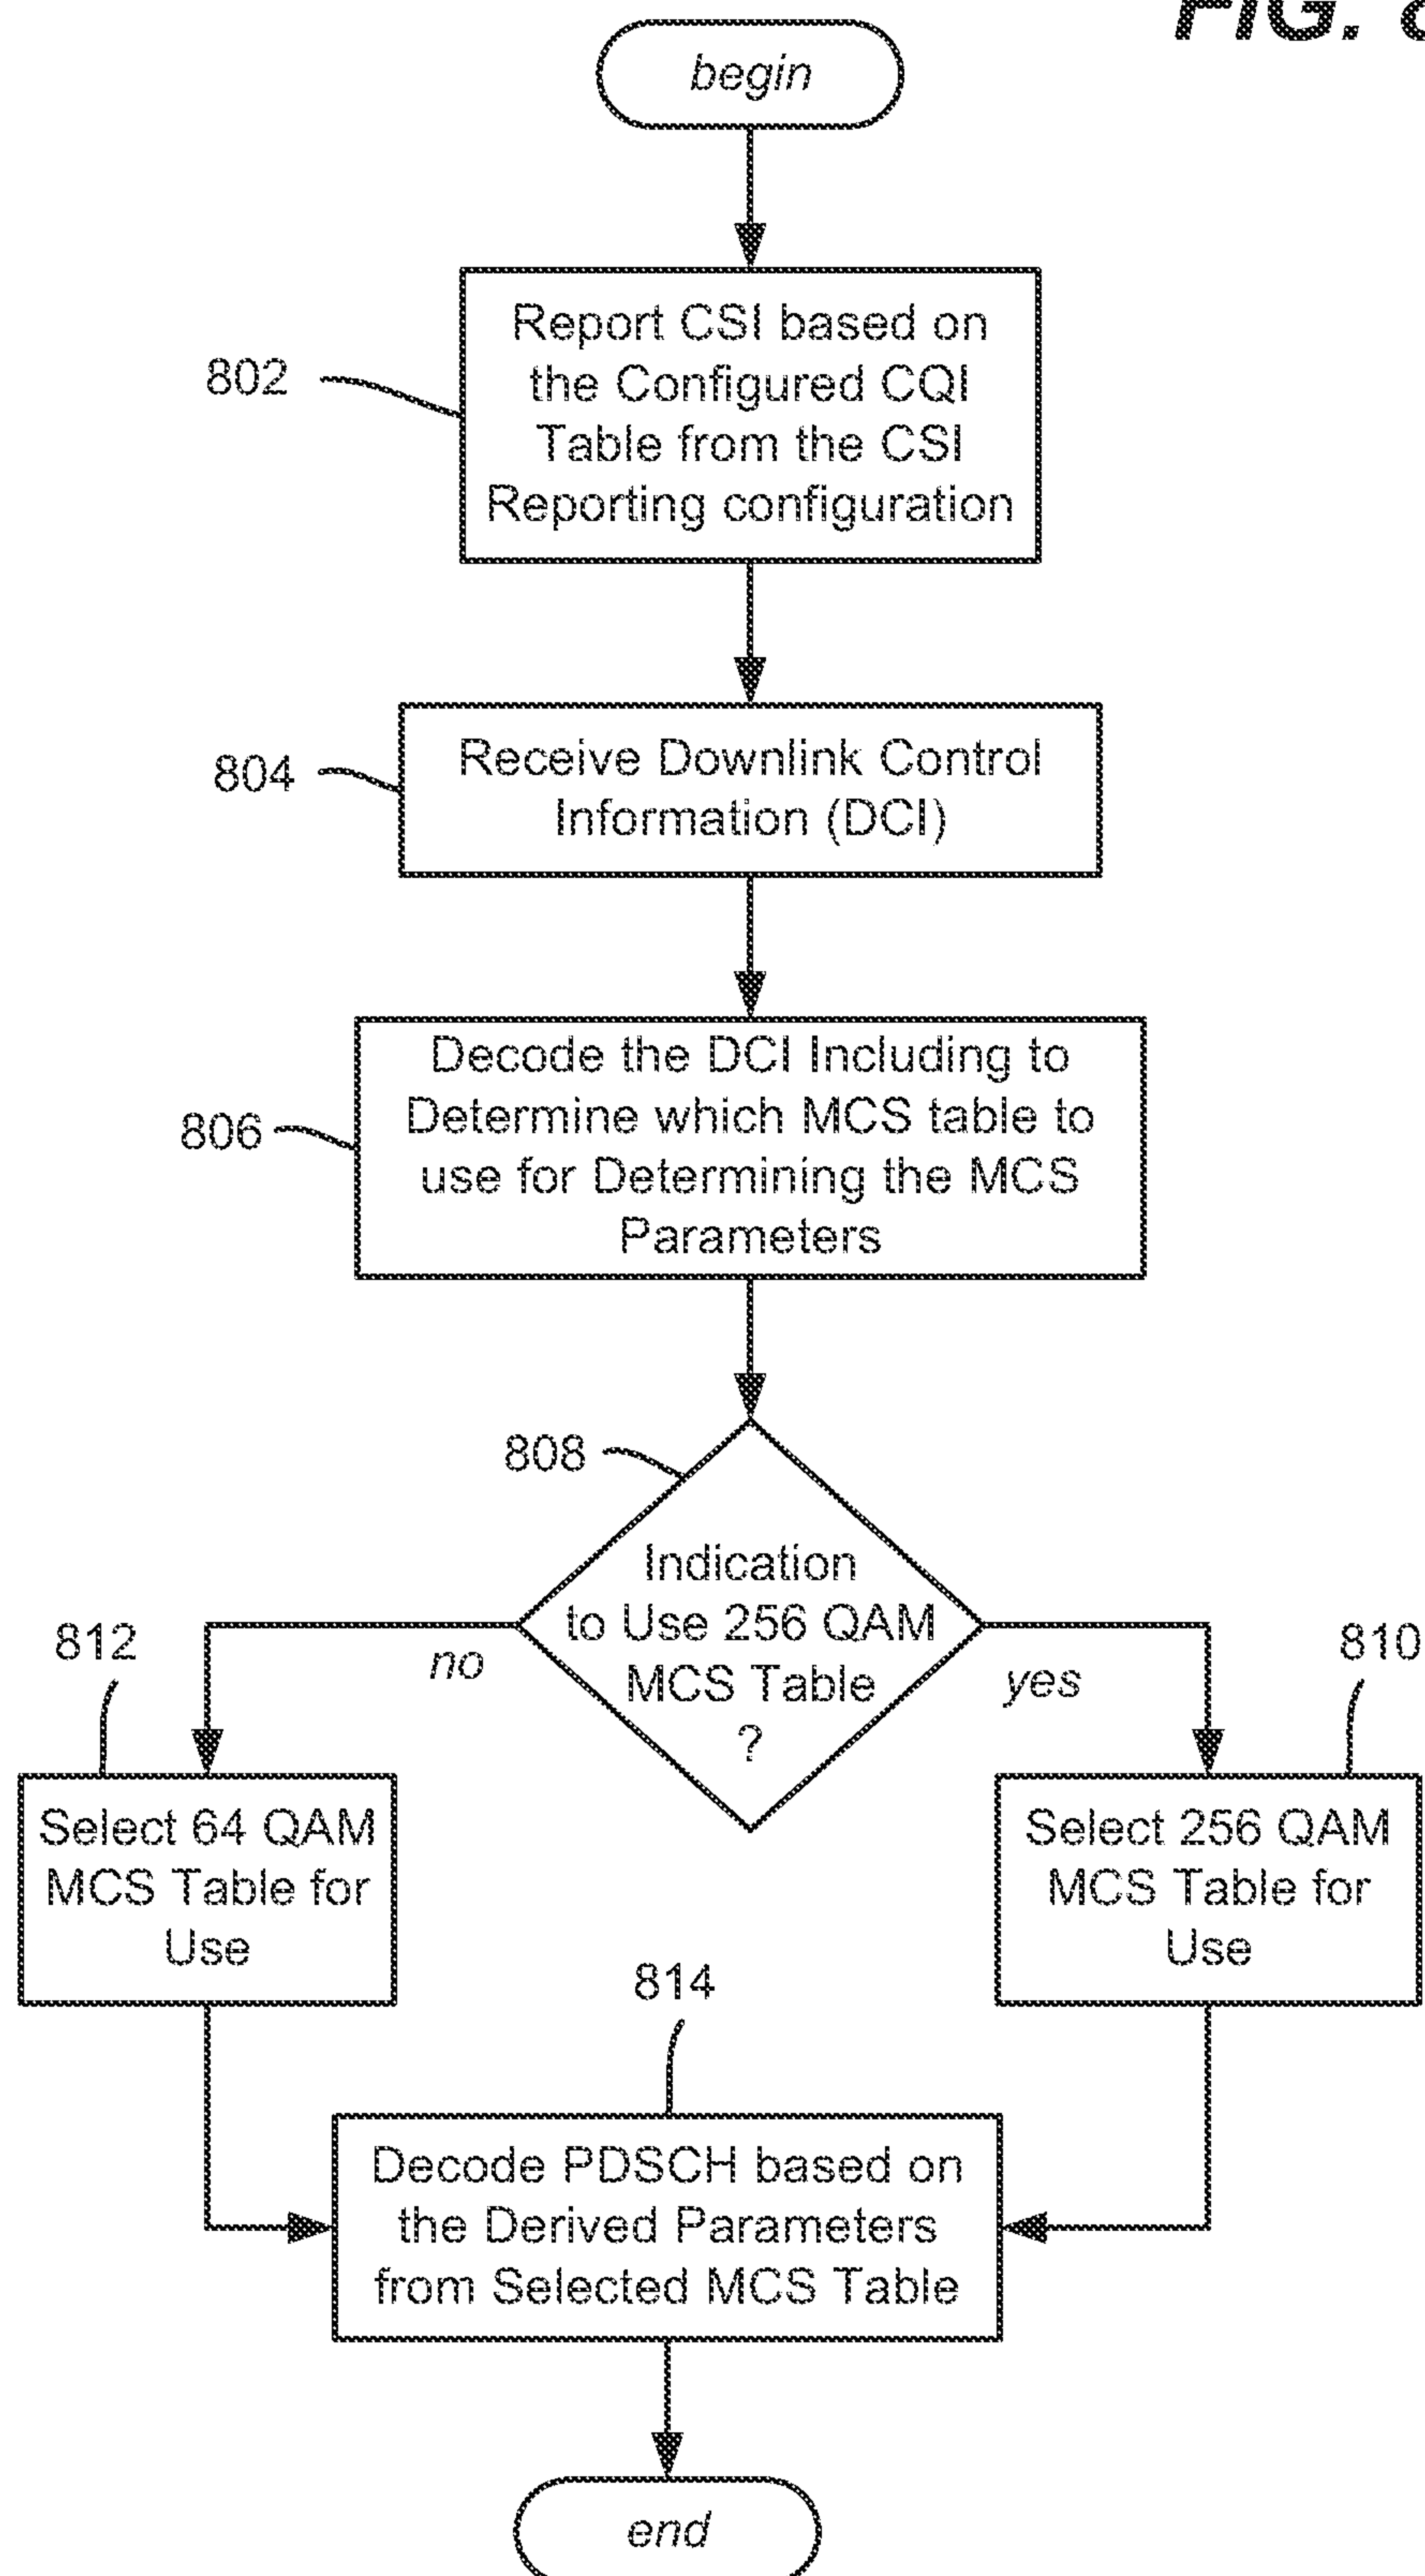 FIG. 8
begin
802
Report CSI based on
the Configured CQI
Table from the CSI
Reporting configuration
804
Receive Downlink Control
Information (DCI)
806
Decode the DCI Including to
Determine which MCS table to
use for Determining the MCS
Parameters
808
Indication
to Use 256 QAM
MCS Table
?
no
yes
812
810
Select 64 QAM
MCS Table for
Use
Select 256 QAM
MCS Table for
Use
814
Decode PDSCH based on
the Derived Parameters
from Selected MCS Table
end